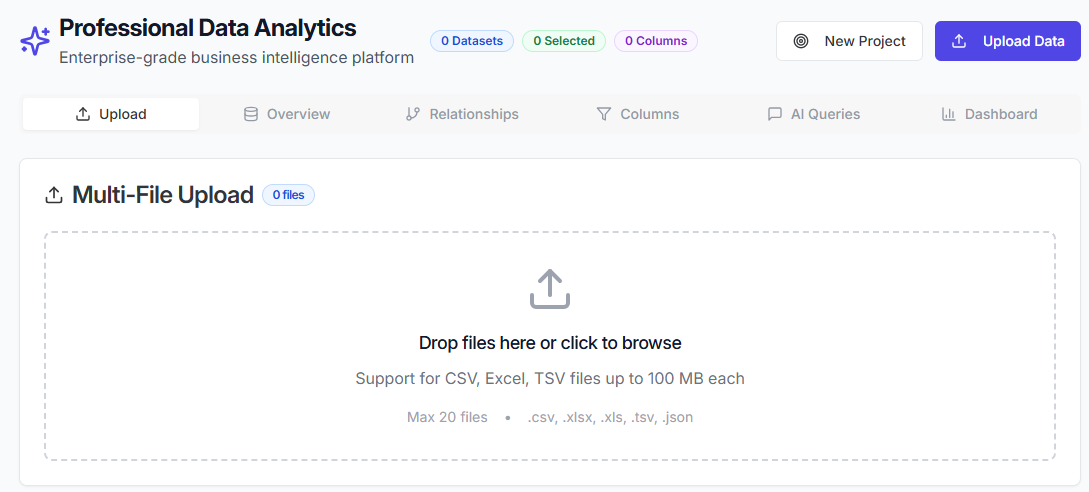 Professional Data Analytics
Enterprise-grade business intelligence platform
0 Datasets
0 Selected
0 Columns
New Project
Upload Data
Upload
Overview
Relationships
Columns
AI Queries
Dashboard
Multi-File Upload
0 files
Drop files here or click to browse
Support for CSV, Excel, TSV files up to 100 MB each
Max 20 files • .csv, .xlsx, .xls, .tsv, .json